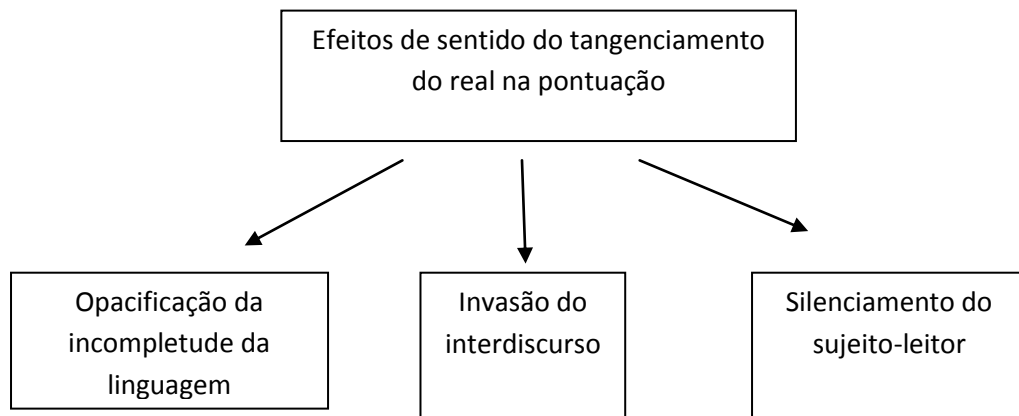 Efeitos de sentido do tangenciamento
do real na pontuação
Opacificação da
incompletude da
linguagem
Invasão do
interdiscurso
Silenciamento do
sujeito-leitor